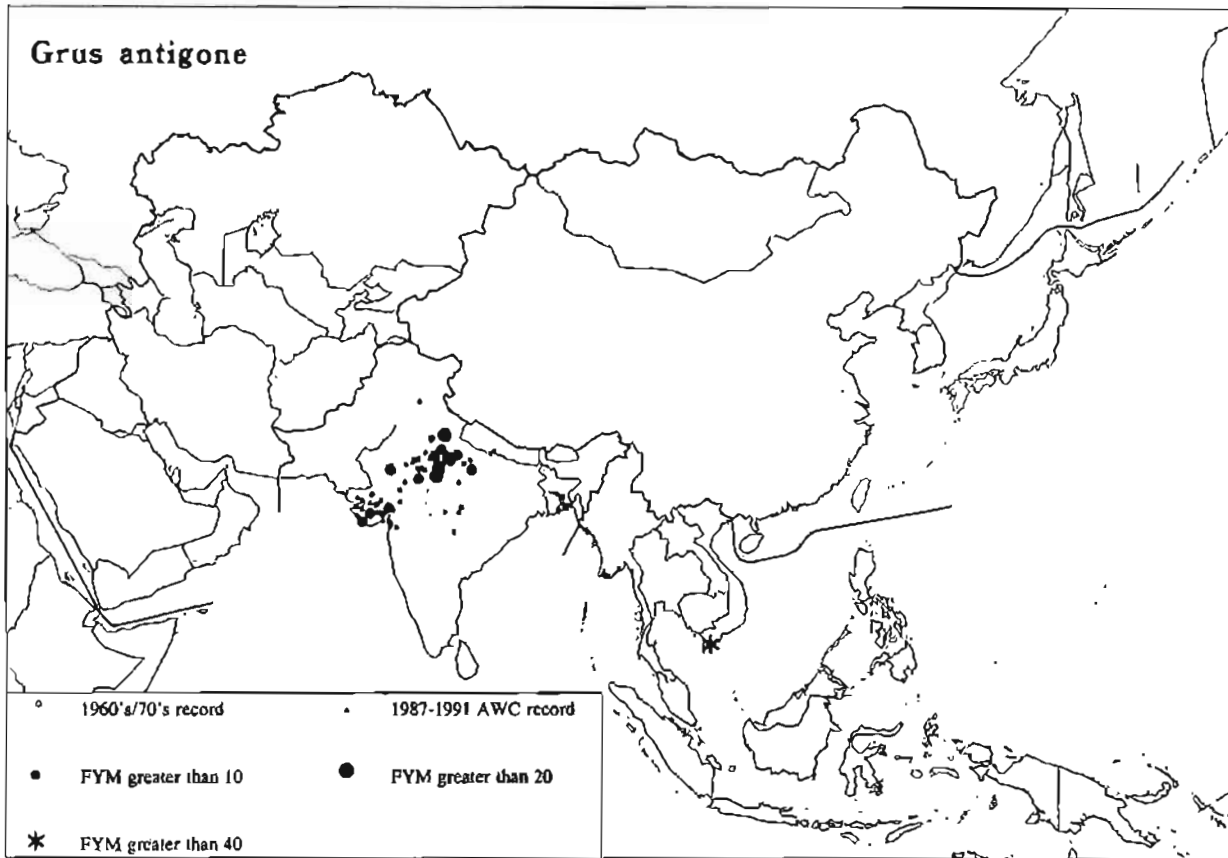 Grus antigone
1960's/70's record
1987-1991 AWC record
FYM greater than 10
FYM greater than 20
FYM greater than 40